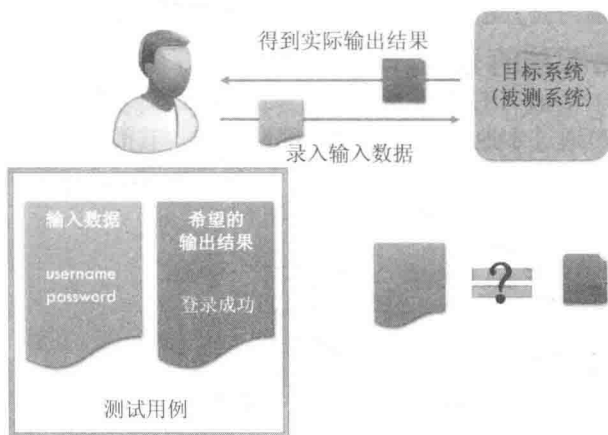 得到实际输出结果
目标系统
(被测系统)
录入输入数据
输入数据
username
password
希望的
输出结果
登录成功
?
测试用例